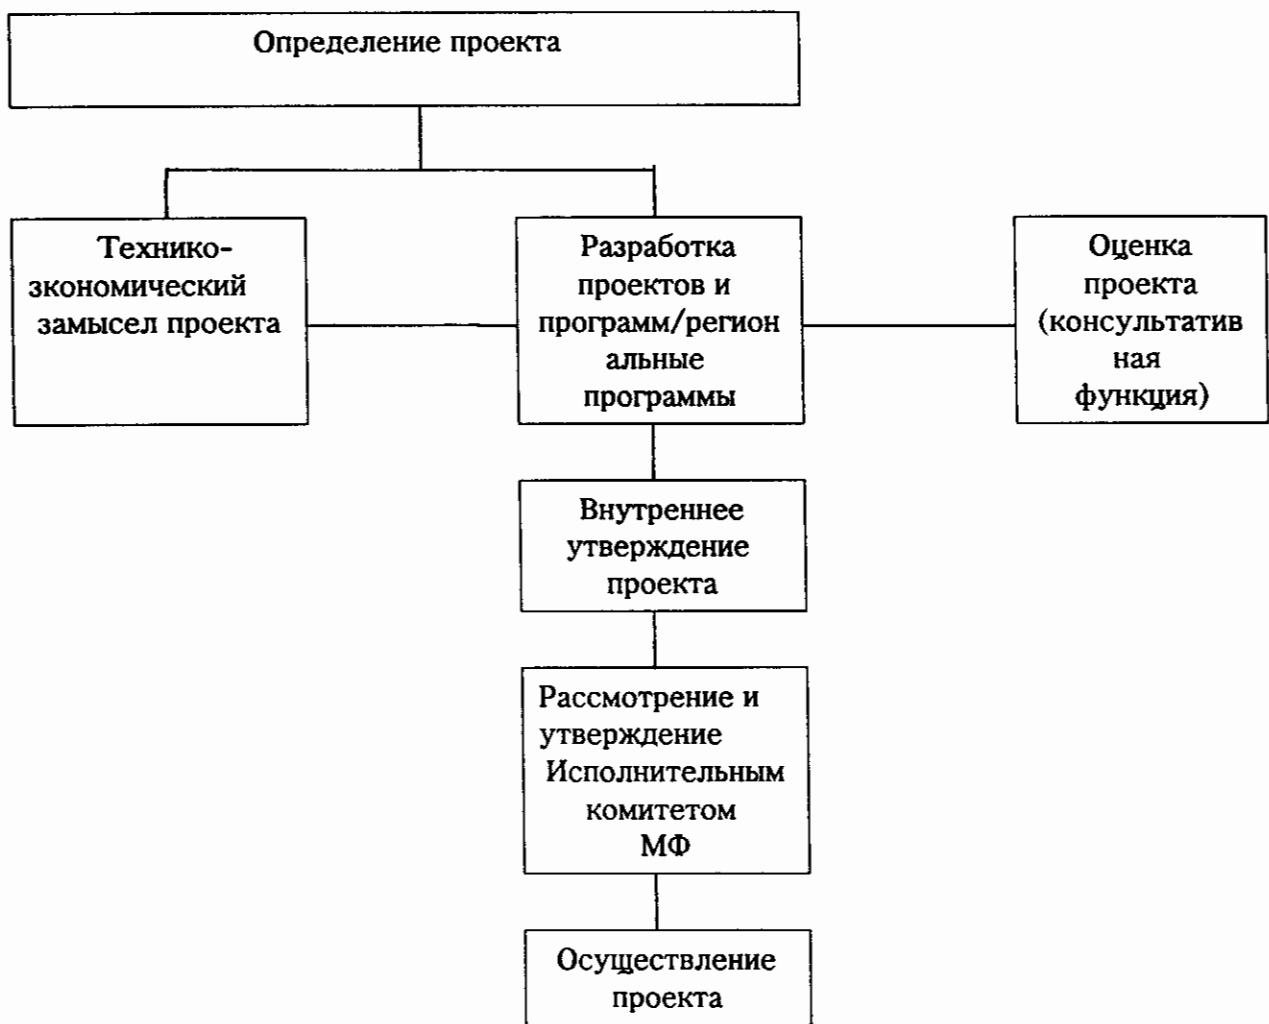 Определение проекта
Технико-
зкономический
замысел проекта
Разработка
проектов и
программ/регион
альные
программы
Оценка
проекта
(консультатив
ная
функция)
Внутреннее
утверждение
проекта
Рассмотрение и
утверждение
Исполнительным
комитетом
МФ
Осуществление
проекта